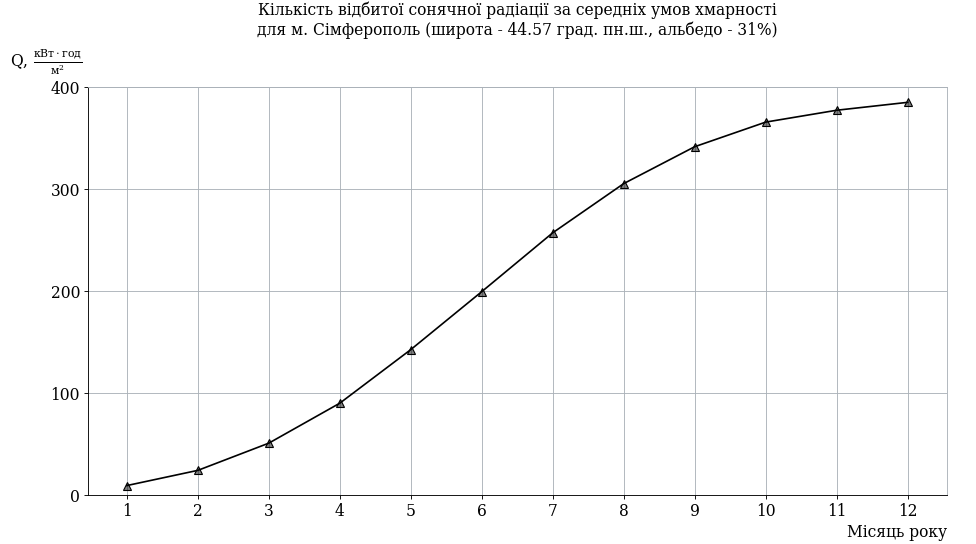 Кількість відбитої сонячної радіації за середніх умов хмарності
для м. Сімферополь (широта - 44.57 град. пн.ш., альбедо - 31%)
Q, кВт · год
м²
400
300
200
100
0
1 2 3 4 5 6 7 8 9 10 11 12
Місяць року